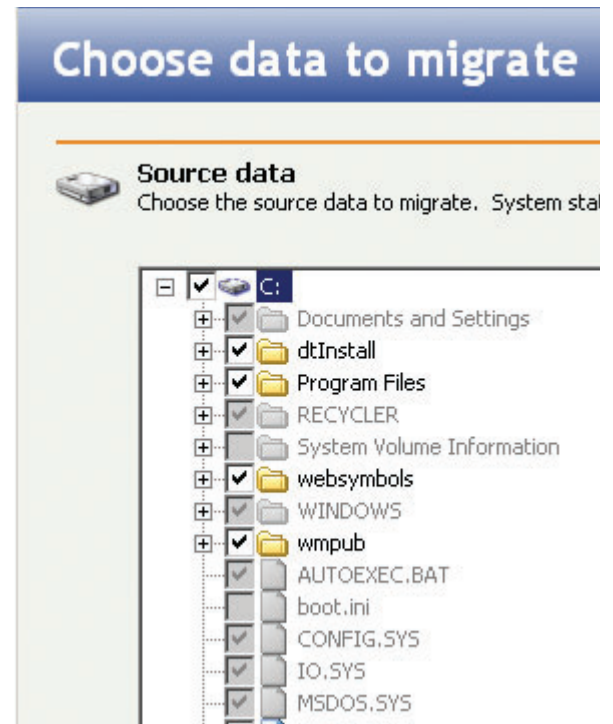 Choose data to migrate
Source data
Choose the source data to migrate. System stat
C:
Documents and Settings
dtInstall
Program Files
RECYCLER
System Volume Information
websymbols
WINDOWS
wmpub
AUTOEXEC.BAT
boot.ini
CONFIG.SYS
IO.SYS
MSDOS.SYS